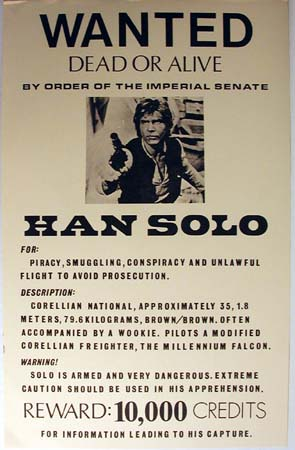 WANTED
DEAD OR ALIVE
BY ORDER OF THE IMPERIAL SENATE
HAN SOLO
FOR:
PIRACY, SMUGGLING, CONSPIRACY AND UNLAWFUL
FLIGHT TO AVOID PROSECUTION.
DESCRIPTION:
CORELLIAN NATIONAL, APPROXIMATELY 35, 1.8
METERS, 79.6 KILOGRAMS, BROWN/BROWN. OFTEN
ACCOMPANIED BY A WOOKIE. PILOTS A MODIFIED
CORELLIAN FREIGHTER, THE MILLENNIUM FALCON.
WARNING!
SOLO IS ARMED AND VERY DANGEROUS. EXTREME
CAUTION SHOULD BE USED IN HIS APPREHENSION.
REWARD: 10,000 CREDITS
FOR INFORMATION LEADING TO HIS CAPTURE.